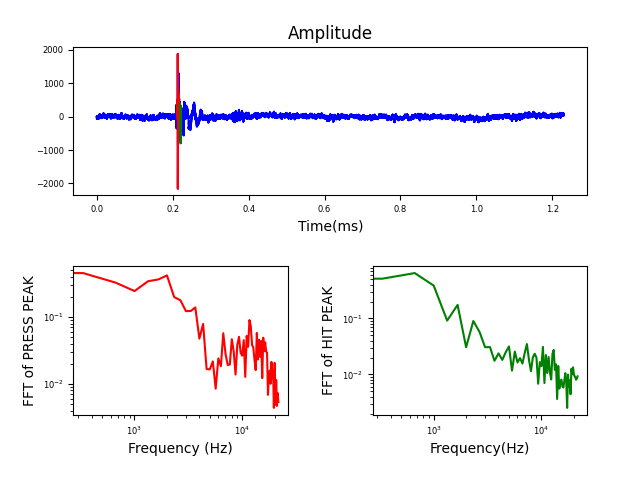 Amplitude
2000
1000
0
−1000
−2000
0.0 0.2 0.4 0.6 0.8 1.0 1.2
Time(ms)
FFT of PRESS PEAK
10⁻¹
10⁻²
10³ 10⁴
Frequency (Hz)
FFT of HIT PEAK
10⁻¹
10⁻²
10³ 10⁴
Frequency(Hz)